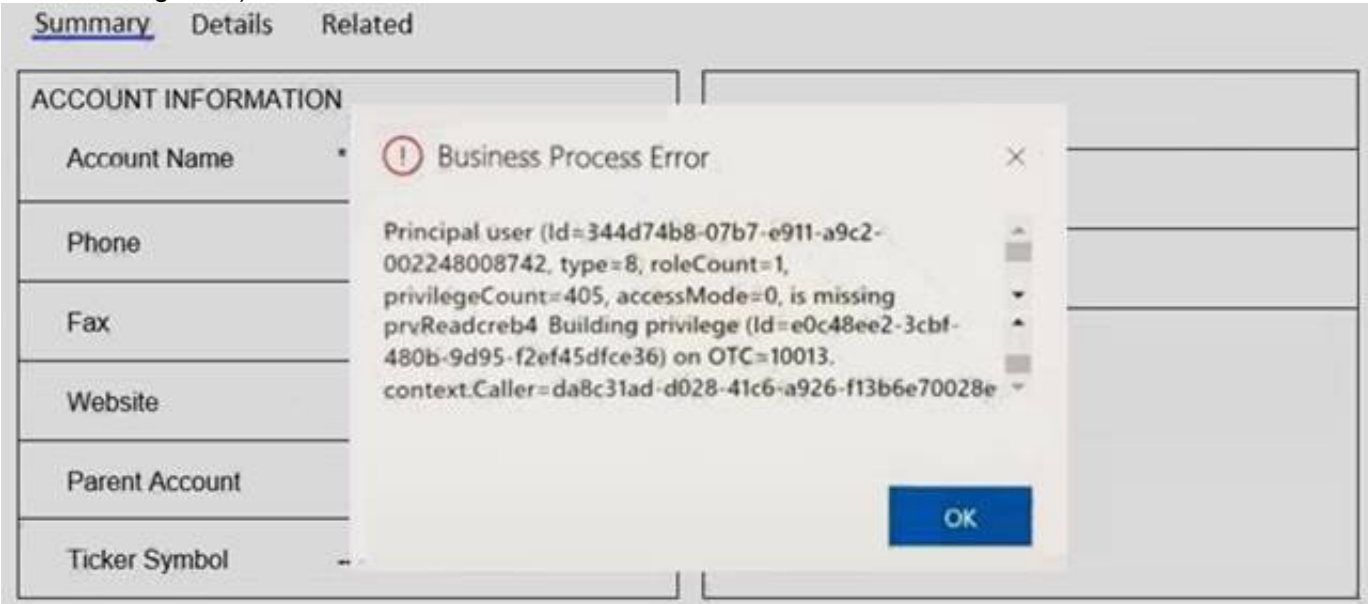 Summary Details Related
ACCOUNT INFORMATION
Account Name *
Business Process Error
Phone
Principal user (Id=344d74b8-07b7-e911-a9c2-
002248008742, type=8, roleCount=1,
privilegeCount=405, accessMode=0, is missing
prvReadcreb4 Building privilege (Id=e0c48ee2-3cbf-
480b-9d95-f2ef45dfce36) on OTC=10013.
context.Caller=da8c31ad-d028-41c6-a926-f13b6e70028e
Fax
Website
Parent Account
OK
Ticker Symbol --